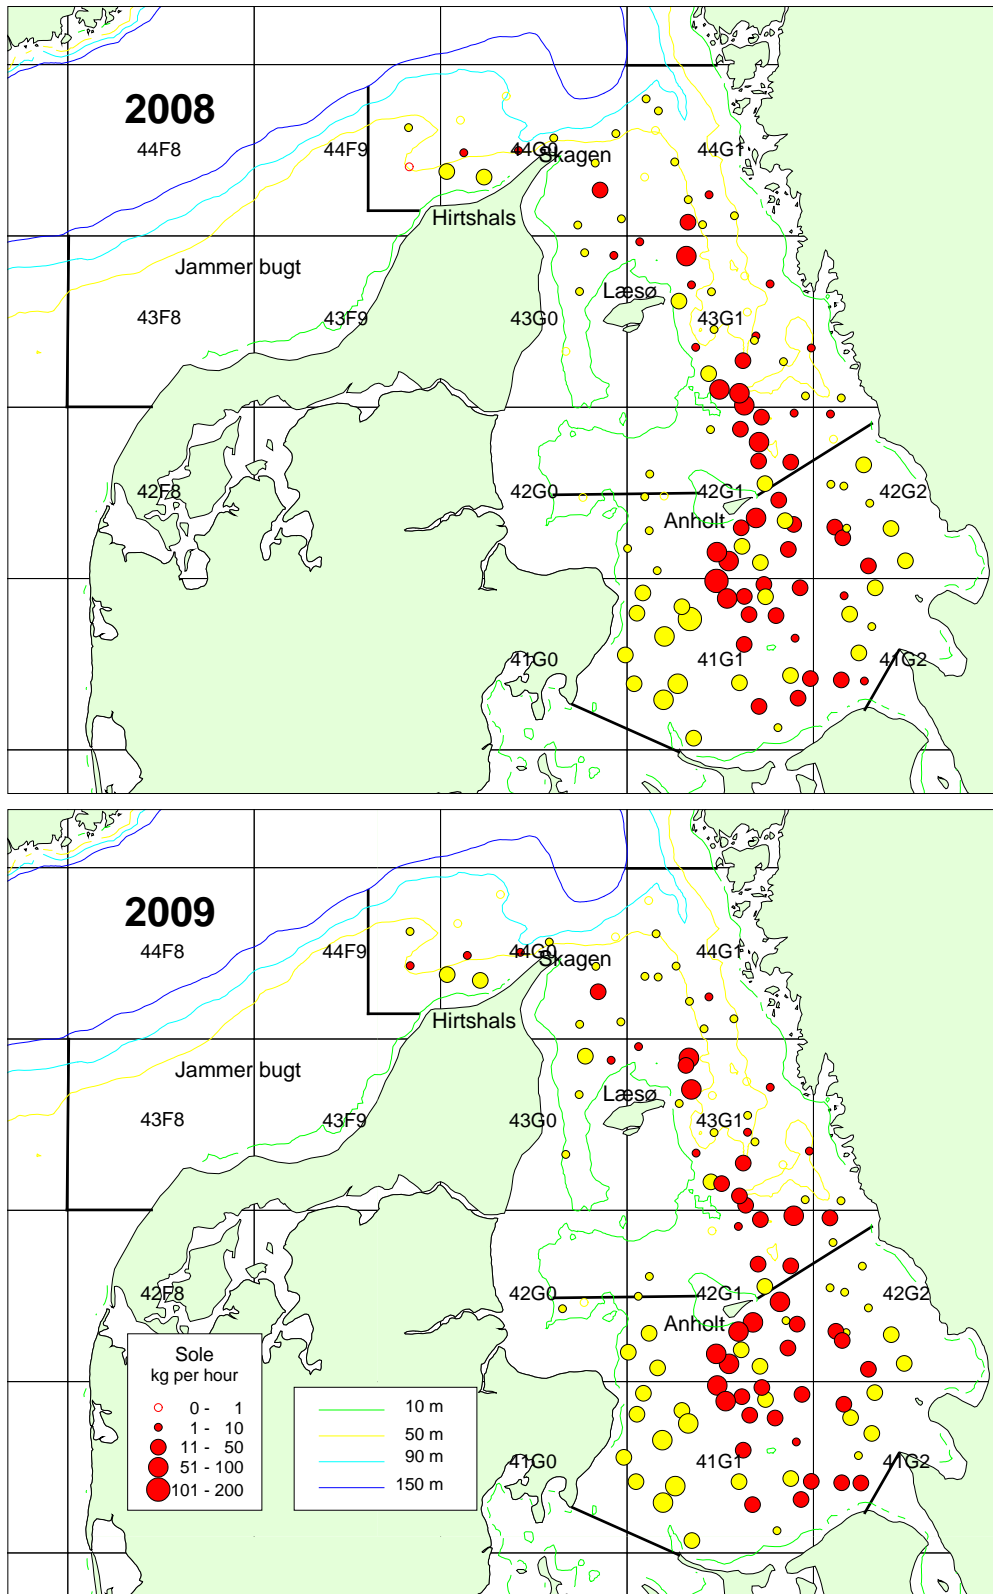 2008
44F8
44F9
44G0
44G1
Skagen
Hirtshals
Jammer bugt
Læsø
43F8
43F9
43G0
43G1
42F8
42G0
42G1
42G2
Anholt
41G0
41G1
41G2
2009
44F8
44F9
44G0
44G1
Skagen
Hirtshals
Jammer bugt
Læsø
43F8
43F9
43G0
43G1
42F8
42G0
42G1
42G2
Anholt
Sole
kg per hour
0 - 1
1 - 10
11 - 50
51 - 100
101 - 200
10 m
50 m
90 m
150 m
41G0
41G1
41G2